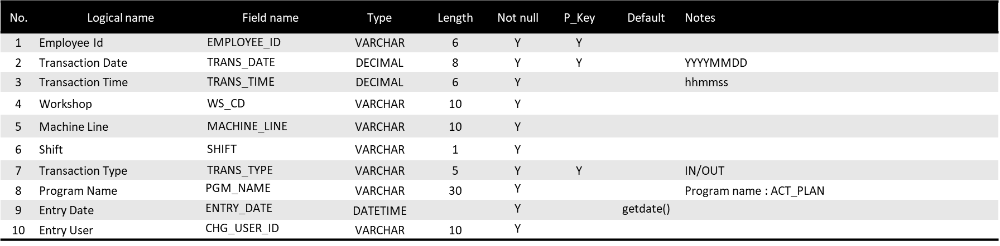 No. Logical name Field name Type Length Not null P_Key Default Notes
1 Employee Id EMPLOYEE_ID VARCHAR 6 Y Y
2 Transaction Date TRANS_DATE DECIMAL 8 Y Y YYYYMMDD
3 Transaction Time TRANS_TIME DECIMAL 6 Y hhmmss
4 Workshop WS_CD VARCHAR 10 Y
5 Machine Line MACHINE_LINE VARCHAR 10 Y
6 Shift SHIFT VARCHAR 1 Y
7 Transaction Type TRANS_TYPE VARCHAR 5 Y Y IN/OUT
8 Program Name PGM_NAME VARCHAR 30 Y Program name : ACT_PLAN
9 Entry Date ENTRY_DATE DATETIME Y getdate()
10 Entry User CHG_USER_ID VARCHAR 10 Y